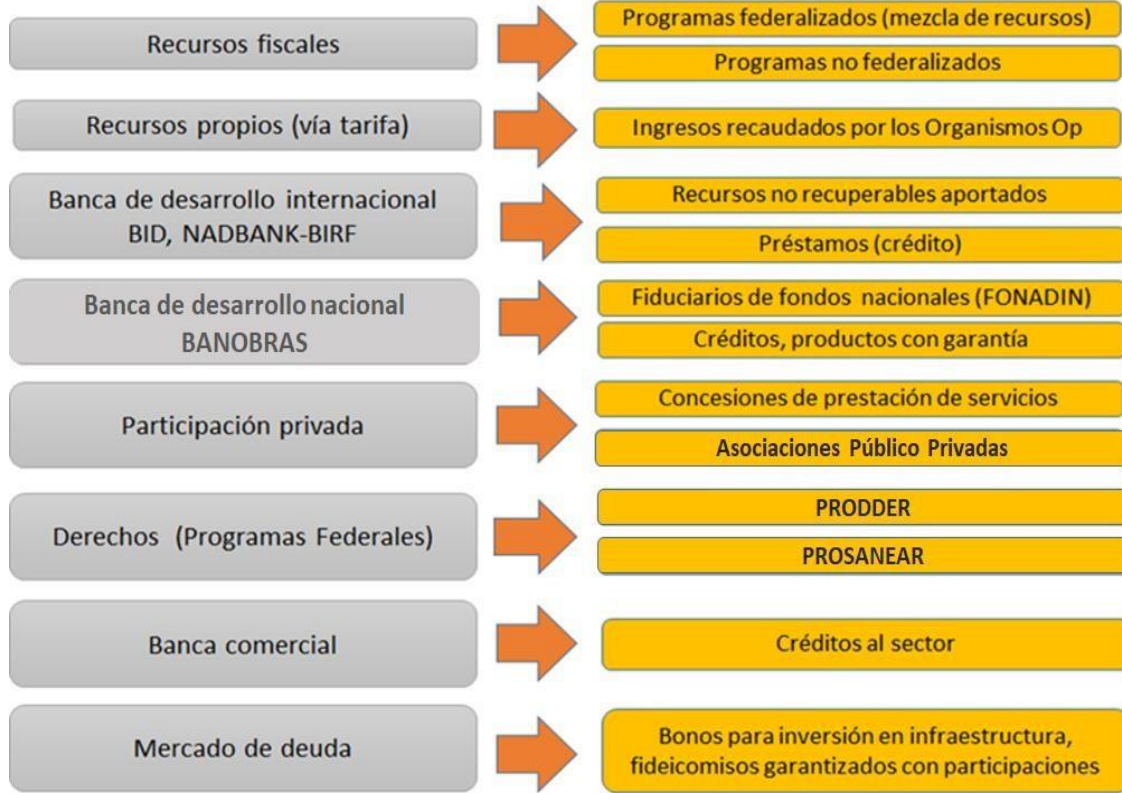 Recursos fiscales
Programas federalizados (mezcla de recursos)
Programas no federalizados
Recursos propios (vía tarifa)
Ingresos recaudados por los Organismos Op
Banca de desarrollo internacional
BID, NADBANK-BIRF
Recursos no recuperables aportados
Préstamos (crédito)
Banca de desarrollo nacional
BANOBRAS
Fiduciarios de fondos nacionales (FONADIN)
Créditos, productos con garantía
Participación privada
Concesiones de prestación de servicios
Asociaciones Público Privadas
Derechos (Programas Federales)
PRODDER
PROSANEAR
Banca comercial
Créditos al sector
Mercado de deuda
Bonos para inversión en infraestructura,
fideicomisos garantizados con participaciones